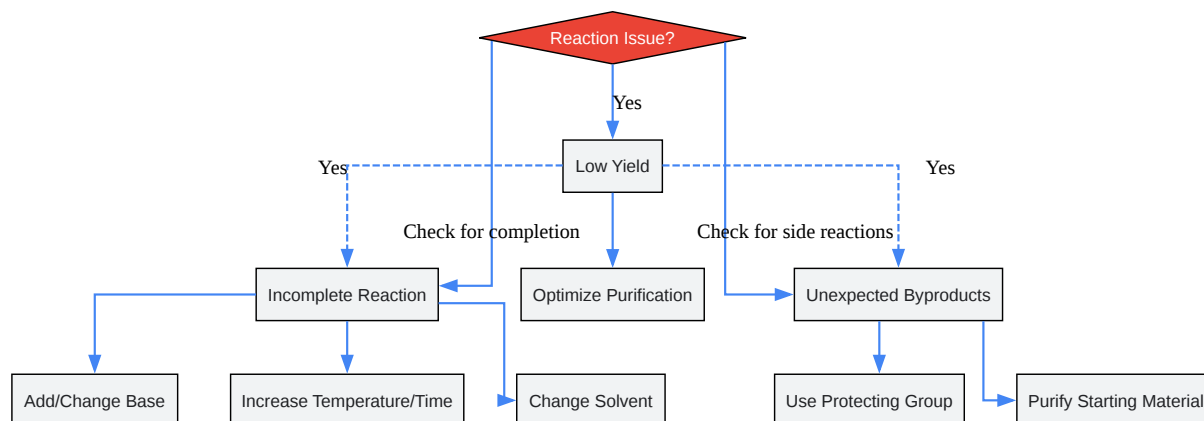 Reaction Issue?
Yes
Low Yield
Yes
Yes
Check for completion
Check for side reactions
Incomplete Reaction
Optimize Purification
Unexpected Byproducts
Add/Change Base
Increase Temperature/Time
Change Solvent
Use Protecting Group
Purify Starting Material